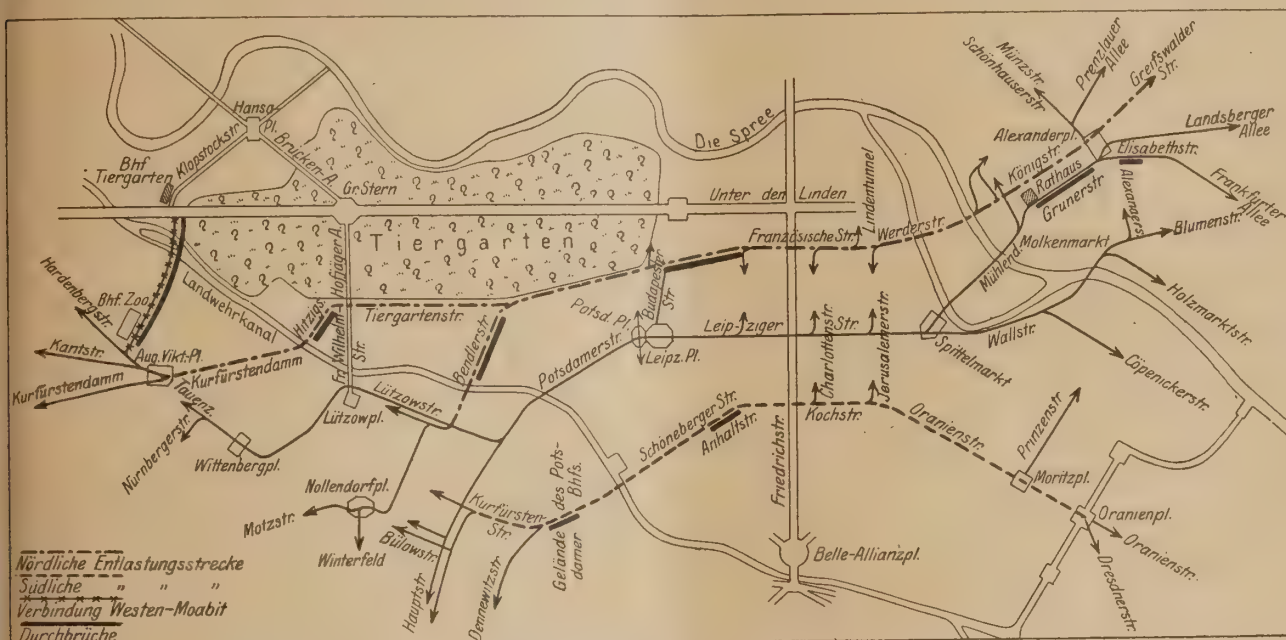 Münzstr.
Schönhauserstr.
Prenzlauer
Allee
Greifswalder
Str.
Hansa-
Pl.
Klopstockstr.
Brücken-A.
Bhf
Tiergarten
Gr. Stern
Die Spree
Alexanderpl.
Königstr.
Rathaus
Grunerstr
Landsberger
Allee
Elisabethstr.
Frankfurter
Allee
Unter den Linden
Lindentunnel
Tiergarten
Französische Str.
Werderstr.
Molkenmarkt
Mühlend.
Blumenstr.
Holzmarktstr.
Hardenbergstr.
Bhf. Zoo.
Landwehrkanal
Hitzigs.
Hofjäger A.
Fr. Wilhelm-
Str.
Tiergartenstr.
Bendlerstr
Budapester
Str
Potsd. Pl.
Leipz. Pl.
Leip-ziger Str.
Charlottenstr.
Jerusalemerstr.
Spittelmarkt
Wallstr.
Cöpenickerstr.
Kantstr.
Kurfürstendamm
Aug. Vikt.-Pl.
Kurfürstendamm
Tauenz.
Nürnbergerstr.
Wittenbergpl.
Lützowpl.
Lützowstr.
Potsdamerstr.
Schöneberger Str.
Anhaltstr.
Kochstr.
Oranienstr.
Prinzenstr
Moritzpl.
Oranienpl.
Oranienstr.
Dresdnerstr.
Friedrichstr.
Belle-Allianzpl.
Nollendorfpl.
Motzstr.
Winterfeld
Bülowstr.
Hauptstr
Kurfürsten-
Str.
Dennewitzstr
Gelände des Pots-
damer Bhfs.
Nördliche Entlastungsstrecke
Südliche " " "
Verbindung Westen-Moabit
Durchbrüche